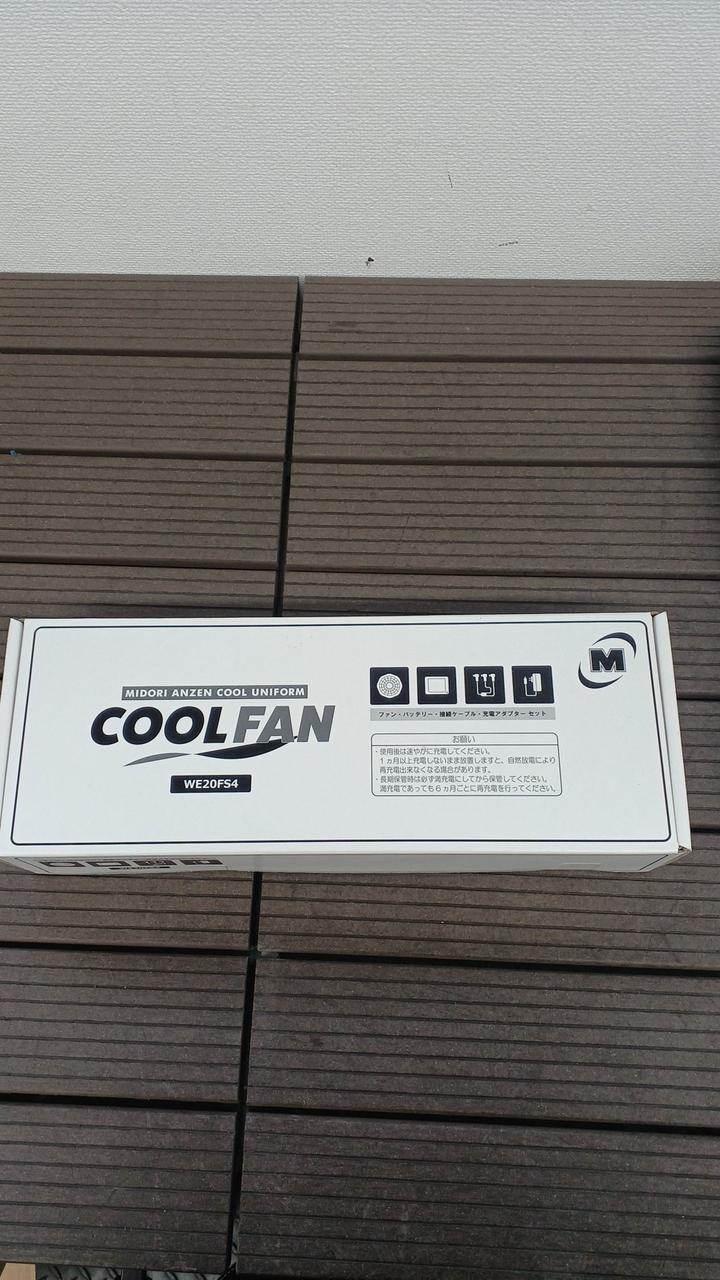 MIDORI ANZEN COOL UNIFORM
COOL FAN
WE20FS4
ファン・バッテリー・接続ケーブル・充電アダプター セット
お願い
・使用後は速やかに充電してください。
1ヵ月以上充電しないまま放置しますと、自然放電により
再充電出来なくなる場合があります。
・長期保管時は必ず満充電にしてから保管してください。
満充電であっても6ヵ月ごとに再充電を行ってください。
M